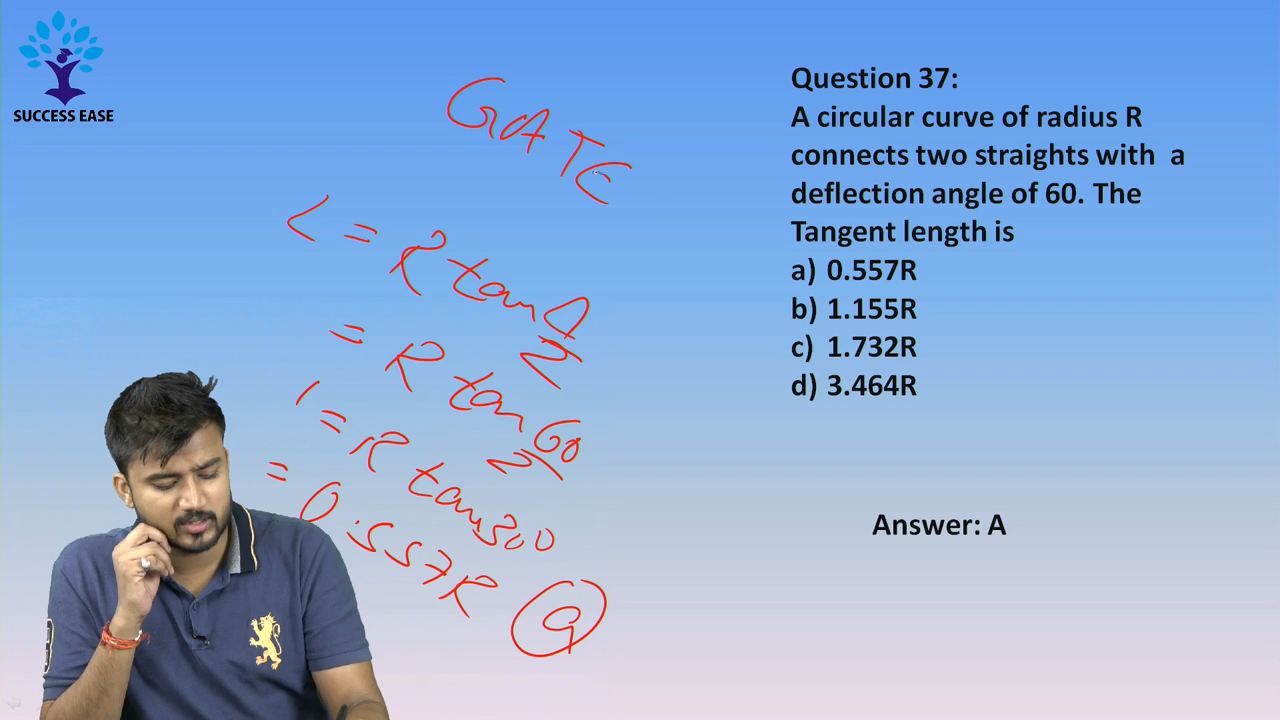 SUCCESS EASE
GATE
L = R tan Δ
2
= R tan 60
2
= R tan 30°
= 0.557R a
Question 37:
A circular curve of radius R
connects two straights with a
deflection angle of 60. The
Tangent length is
a) 0.557R
b) 1.155R
c) 1.732R
d) 3.464R
Answer: A